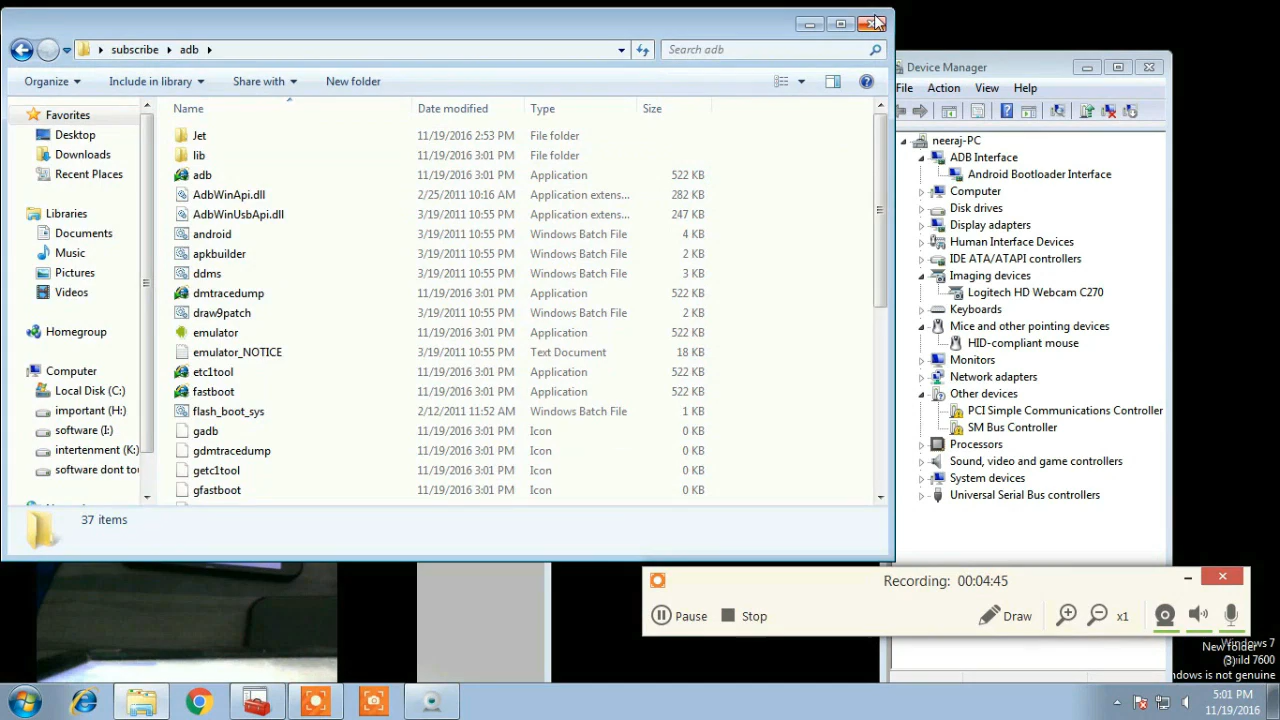 subscribe adb
Search adb
Organize Include in library Share with New folder
Name Date modified Type Size
Favorites
Desktop
Downloads
Recent Places
Libraries
Documents
Music
Pictures
Videos
Homegroup
Computer
Local Disk (C:)
important (H:)
software (I:)
intertenment (K:)
software dont to
Jet 11/19/2016 2:53 PM File folder
lib 11/19/2016 3:01 PM File folder
adb 11/19/2016 3:01 PM Application 522 KB
AdbWinApi.dll 2/25/2011 10:16 AM Application extens... 282 KB
AdbWinUsbApi.dll 3/19/2011 10:55 PM Application extens... 247 KB
android 3/19/2011 10:55 PM Windows Batch File 4 KB
apkbuilder 3/19/2011 10:55 PM Windows Batch File 2 KB
ddms 3/19/2011 10:55 PM Windows Batch File 3 KB
dmtracedump 11/19/2016 3:01 PM Application 522 KB
draw9patch 3/19/2011 10:55 PM Windows Batch File 2 KB
emulator 11/19/2016 3:01 PM Application 522 KB
emulator_NOTICE 3/19/2011 10:55 PM Text Document 18 KB
etc1tool 11/19/2016 3:01 PM Application 522 KB
fastboot 11/19/2016 3:01 PM Application 522 KB
flash_boot_sys 2/12/2011 11:52 AM Windows Batch File 1 KB
gadb 11/19/2016 3:01 PM Icon 0 KB
gdmtracedump 11/19/2016 3:01 PM Icon 0 KB
getc1tool 11/19/2016 3:01 PM Icon 0 KB
gfastboot 11/19/2016 3:01 PM Icon 0 KB
37 items
Device Manager
File Action View Help
neeraj-PC
ADB Interface
Android Bootloader Interface
Computer
Disk drives
Display adapters
Human Interface Devices
IDE ATA/ATAPI controllers
Imaging devices
Logitech HD Webcam C270
Keyboards
Mice and other pointing devices
HID-compliant mouse
Monitors
Network adapters
Other devices
PCI Simple Communications Controller
SM Bus Controller
Processors
Sound, video and game controllers
System devices
Universal Serial Bus controllers
Recording: 00:04:45
Pause Stop Draw x1
Windows 7
New folder
(3) uild 7600
ndows is not genuine
5:01 PM
11/19/2016